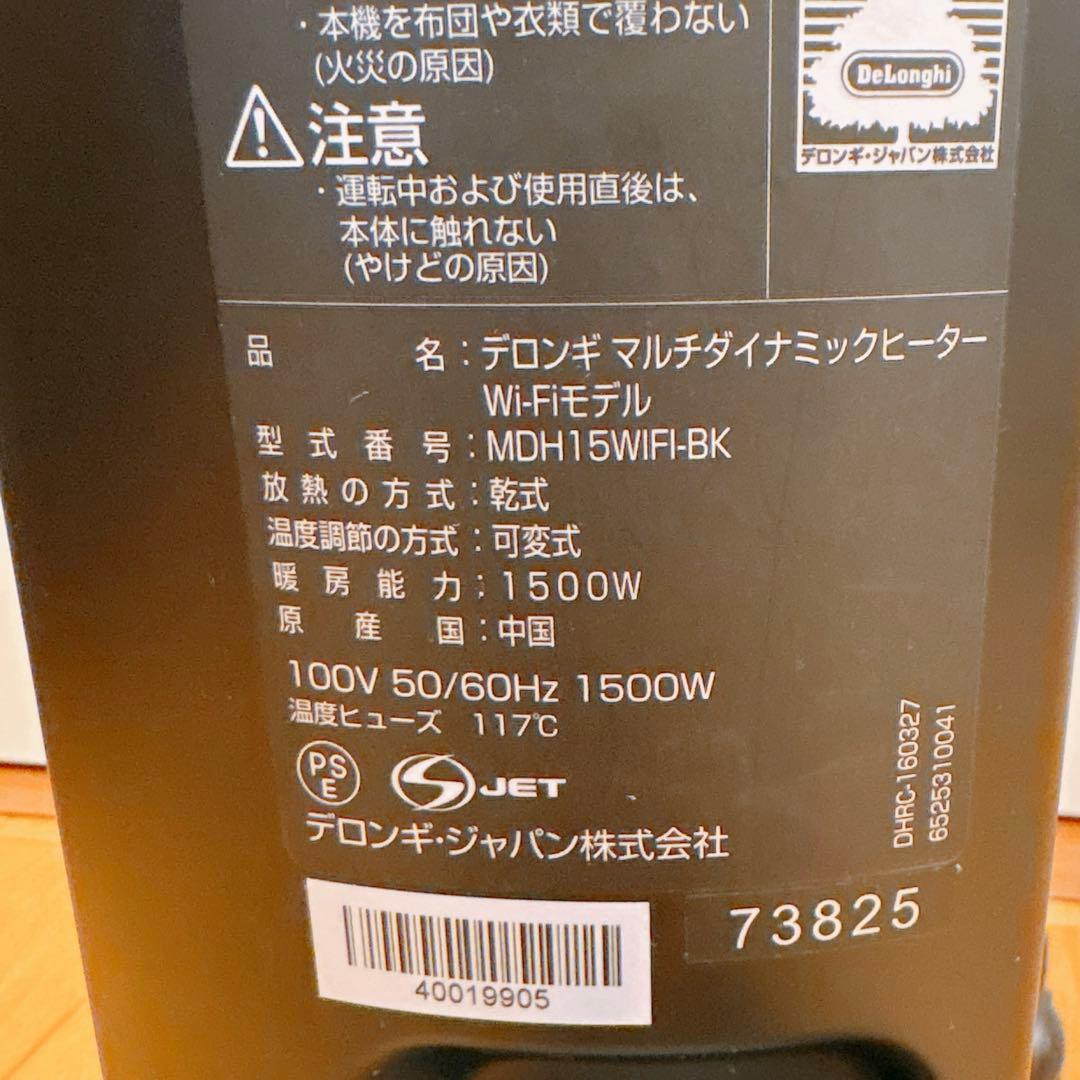 ・本機を布団や衣類で覆わない
(火災の原因)
注意
・運転中および使用直後は、
本体に触れない
(やけどの原因)
DeLonghi
デロンギ・ジャパン株式会社
品名：デロンギ マルチダイナミックヒーター
Wi-Fiモデル
型式番号：MDH15WIFI-BK
放熱の方式：乾式
温度調節の方式：可変式
暖房能力：1500W
原産国：中国
100V 50/60Hz 1500W
温度ヒューズ 117℃
PSE
JET
デロンギ・ジャパン株式会社
DHRC-160327
6525310041
40019905
73825